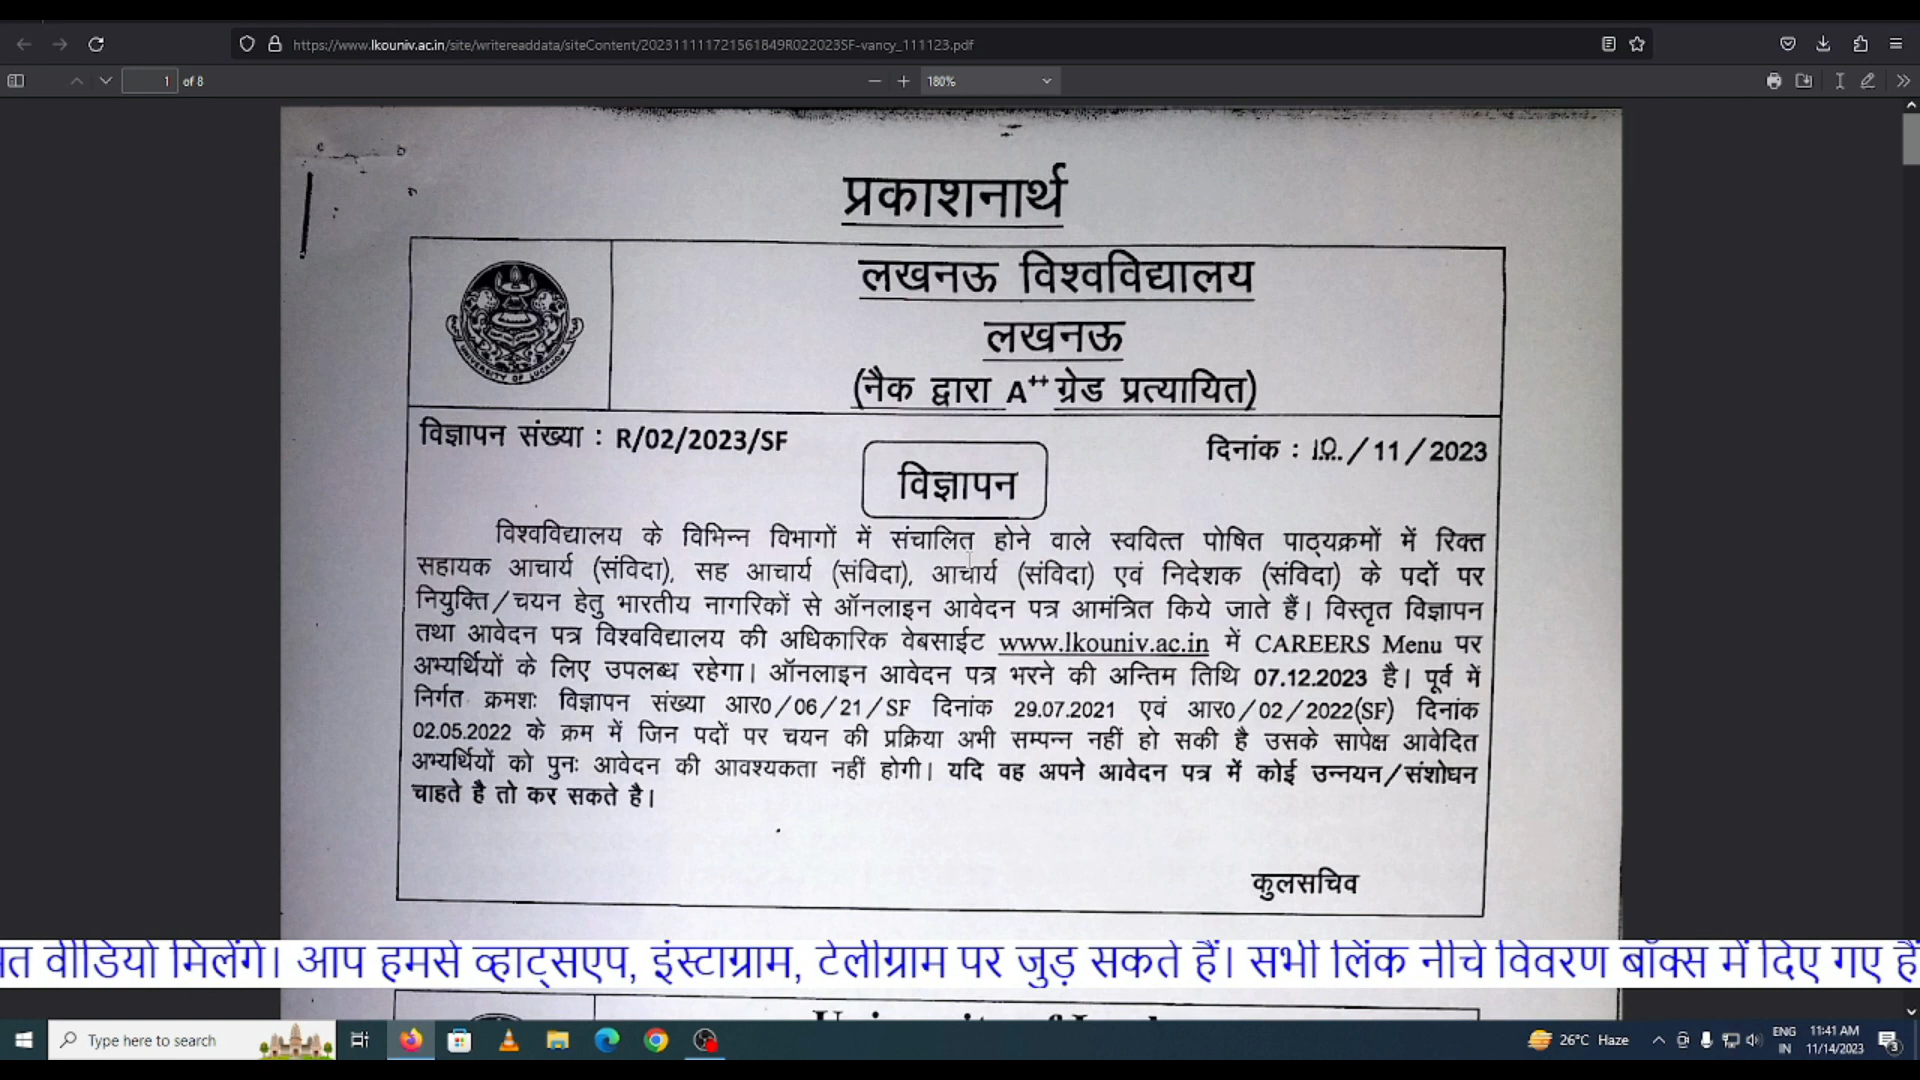 https://www.lkouniv.ac.in/site/writereaddata/siteContent/202311111721561849R022023SF-vancy_111123.pdf
1 of 8
180%
प्रकाशनार्थ
UNIVERSITY OF LUCKNOW
लखनऊ विश्वविद्यालय
लखनऊ
(नैक द्वारा A++ ग्रेड प्रत्यायित)
विज्ञापन संख्या : R/02/2023/SF
दिनांक : 10../11/2023
विज्ञापन
विश्वविद्यालय के विभिन्न विभागों में संचालित होने वाले स्ववित्त पोषित पाठ्यक्रमों में रिक्त
सहायक आचार्य (संविदा), सह आचार्य (संविदा), आचार्य (संविदा) एवं निदेशक (संविदा) के पदों पर
नियुक्ति/चयन हेतु भारतीय नागरिकों से ऑनलाइन आवेदन पत्र आमंत्रित किये जाते हैं। विस्तृत विज्ञापन
तथा आवेदन पत्र विश्वविद्यालय की अधिकारिक वेबसाईट www.lkouniv.ac.in में CAREERS Menu पर
अभ्यर्थियों के लिए उपलब्ध रहेगा। ऑनलाइन आवेदन पत्र भरने की अन्तिम तिथि 07.12.2023 है। पूर्व में
निर्गत क्रमशः विज्ञापन संख्या आर0/06/21/SF दिनांक 29.07.2021 एवं आर0/02/2022(SF) दिनांक
02.05.2022 के क्रम में जिन पदों पर चयन की प्रक्रिया अभी सम्पन्न नहीं हो सकी है उसके सापेक्ष आवेदित
अभ्यर्थियों को पुनः आवेदन की आवश्यकता नहीं होगी। यदि वह अपने आवेदन पत्र में कोई उन्नयन/संशोधन
चाहते है तो कर सकते है।
कुलसचिव
वीडियो मिलेंगे। आप हमसे व्हाट्सएप, इंस्टाग्राम, टेलीग्राम पर जुड़ सकते हैं। सभी लिंक नीचे विवरण बॉक्स में दिए गए हैं
Type here to search
26°C Haze
ENG
IN
11:41 AM
11/14/2023
3